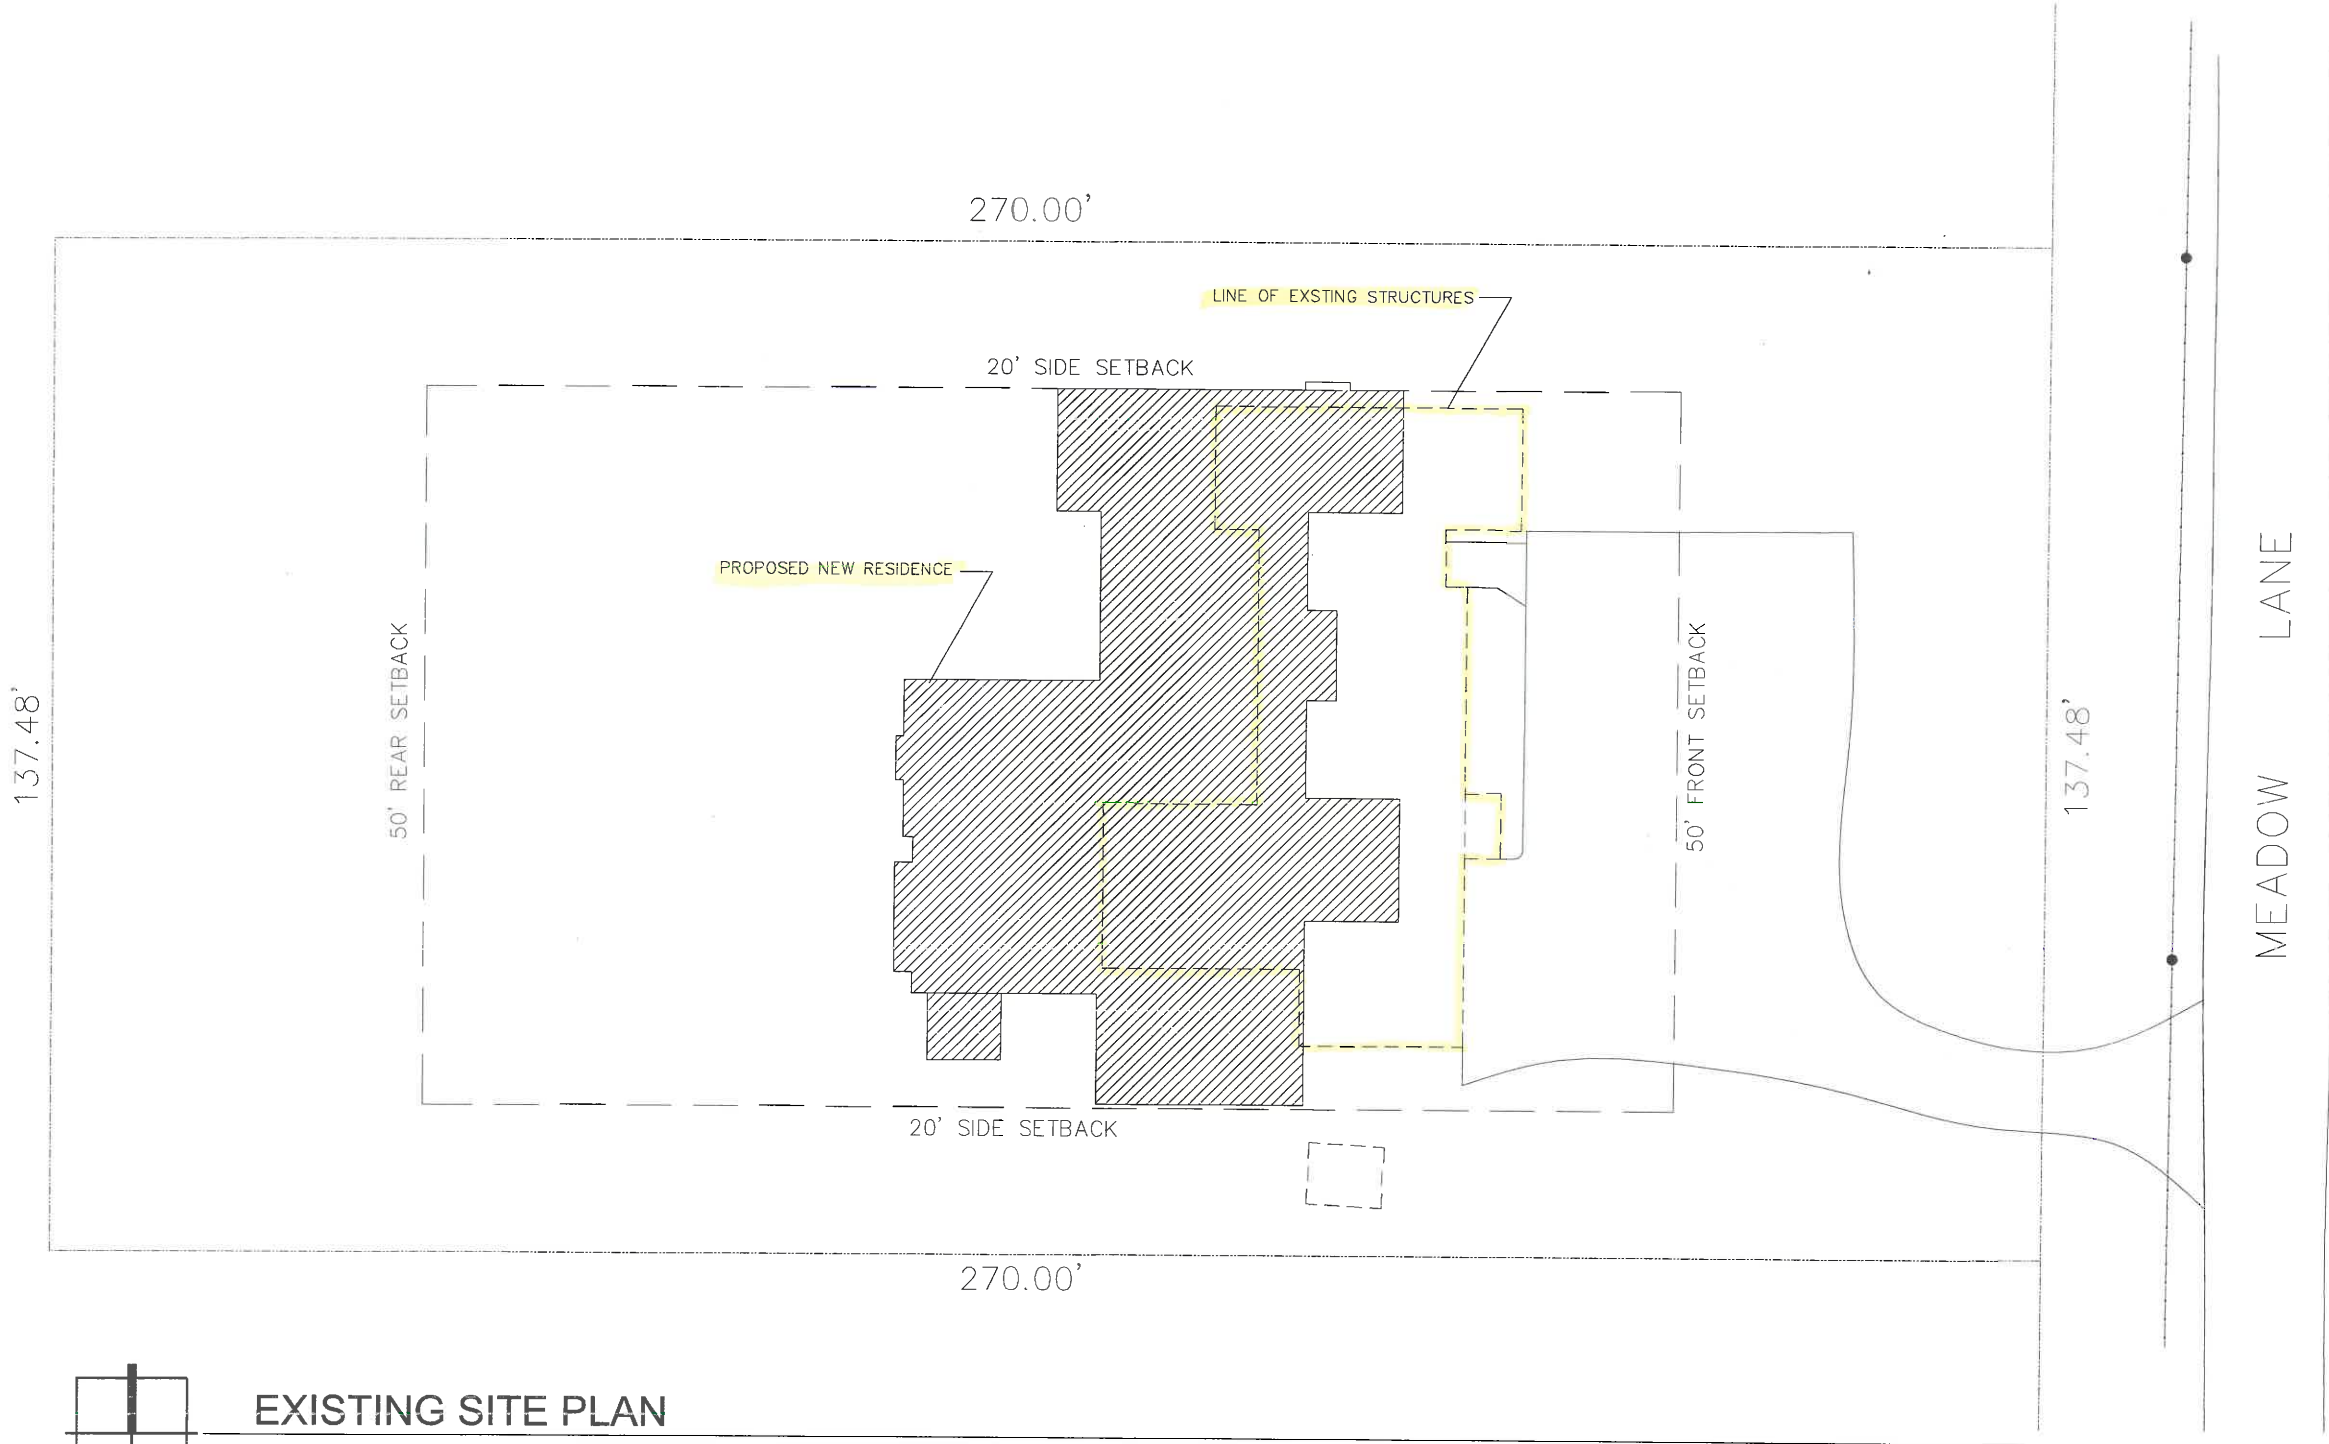 270.00'
LINE OF EXSTING STRUCTURES
20' SIDE SETBACK
PROPOSED NEW RESIDENCE
137.48'
50' REAR SETBACK
50' FRONT SETBACK
137.48'
MEADOW LANE
20' SIDE SETBACK
270.00'
EXISTING SITE PLAN